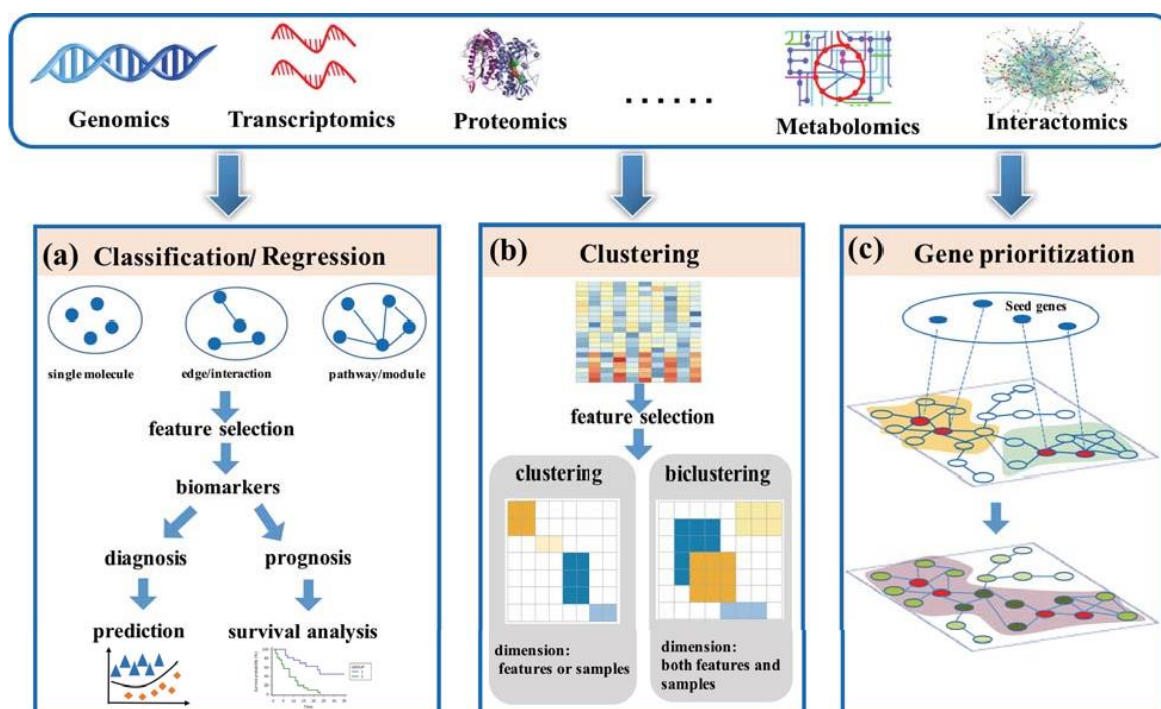 Genomics
Transcriptomics
Proteomics
......
Metabolomics
Interactomics
(a) Classification/ Regression
single molecule
edge/interaction
pathway/module
feature selection
biomarkers
diagnosis
prognosis
prediction
survival analysis
(b) Clustering
feature selection
clustering
biclustering
dimension:
features or samples
dimension:
both features and
samples
(c) Gene prioritization
Seed genes